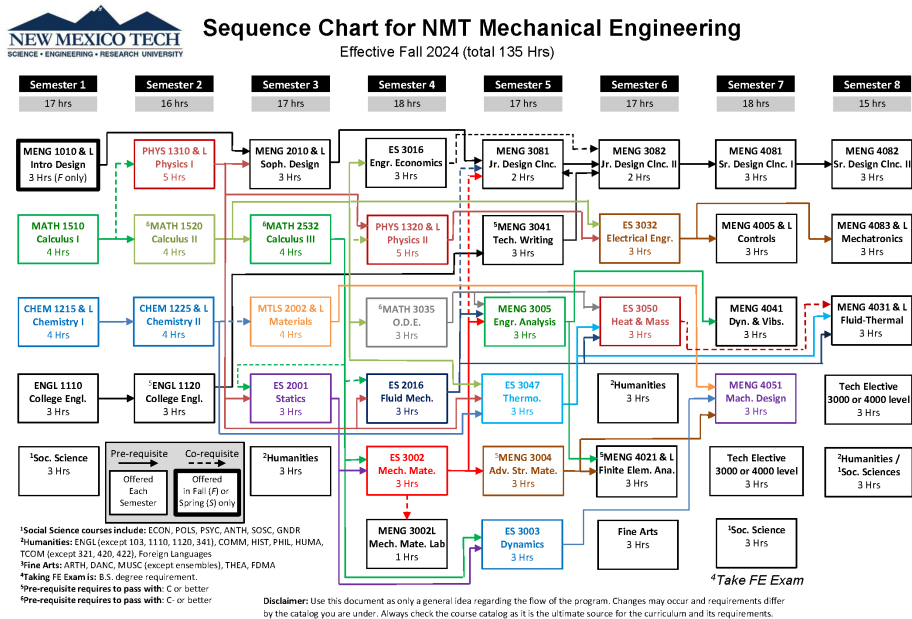 NEW MEXICO TECH
SCIENCE • ENGINEERING • RESEARCH UNIVERSITY
Sequence Chart for NMT Mechanical Engineering
Effective Fall 2024 (total 135 Hrs)
Semester 1
17 hrs
Semester 2
16 hrs
Semester 3
17 hrs
Semester 4
18 hrs
Semester 5
17 hrs
Semester 6
17 hrs
Semester 7
18 hrs
Semester 8
15 hrs
MENG 1010 & L
Intro Design
3 Hrs (F only)
PHYS 1310 & L
Physics I
5 Hrs
MENG 2010 & L
Soph. Design
3 Hrs
ES 3016
Engr. Economics
3 Hrs
MENG 3081
Jr. Design Clnc. I
2 Hrs
MENG 3082
Jr. Design Clnc. II
2 Hrs
MENG 4081
Sr. Design Clnc. I
3 Hrs
MENG 4082
Sr. Design Clnc. II
3 Hrs
MATH 1510
Calculus I
4 Hrs
⁶MATH 1520
Calculus II
4 Hrs
⁶MATH 2532
Calculus III
4 Hrs
PHYS 1320 & L
Physics II
5 Hrs
⁵MENG 3041
Tech. Writing
3 Hrs
ES 3032
Electrical Engr.
3 Hrs
MENG 4005 & L
Controls
3 Hrs
MENG 4083 & L
Mechatronics
3 Hrs
CHEM 1215 & L
Chemistry I
4 Hrs
CHEM 1225 & L
Chemistry II
4 Hrs
MTLS 2002 & L
Materials
4 Hrs
⁶MATH 3035
O.D.E.
3 Hrs
MENG 3005
Engr. Analysis
3 Hrs
ES 3050
Heat & Mass
3 Hrs
MENG 4041
Dyn. & Vibs.
3 Hrs
MENG 4031 & L
Fluid-Thermal
3 Hrs
ENGL 1110
College Engl.
3 Hrs
⁵ENGL 1120
College Engl.
3 Hrs
ES 2001
Statics
3 Hrs
ES 2016
Fluid Mech.
3 Hrs
ES 3047
Thermo.
3 Hrs
²Humanities
3 Hrs
MENG 4051
Mach. Design
3 Hrs
Tech Elective
3000 or 4000 level
3 Hrs
¹Soc. Science
3 Hrs
Pre-requisite
Co-requisite
Offered
Each
Semester
Offered
in Fall (F) or
Spring (S) only
²Humanities
3 Hrs
ES 3002
Mech. Mate.
3 Hrs
⁵MENG 3004
Adv. Str. Mate.
3 Hrs
⁵MENG 4021 & L
Finite Elem. Ana.
3 Hrs
Tech Elective
3000 or 4000 level
3 Hrs
²Humanities /
¹Soc. Sciences
3 Hrs
MENG 3002L
Mech. Mate. Lab
1 Hrs
ES 3003
Dynamics
3 Hrs
Fine Arts
3 Hrs
¹Soc. Science
3 Hrs
⁴Take FE Exam
¹Social Science courses include: ECON, POLS, PSYC, ANTH, SOSC, GNDR
²Humanities: ENGL (except 103, 1110, 1120, 341), COMM, HIST, PHIL, HUMA,
TCOM (except 321, 420, 422), Foreign Languages
³Fine Arts: ARTH, DANC, MUSC (except ensembles), THEA, FDMA
⁴Taking FE Exam is: B.S. degree requirement.
⁵Pre-requisite requires to pass with: C or better
⁶Pre-requisite requires to pass with: C- or better
Disclaimer: Use this document as only a general idea regarding the flow of the program. Changes may occur and requirements differ
by the catalog you are under. Always check the course catalog as it is the ultimate source for the curriculum and its requirements.